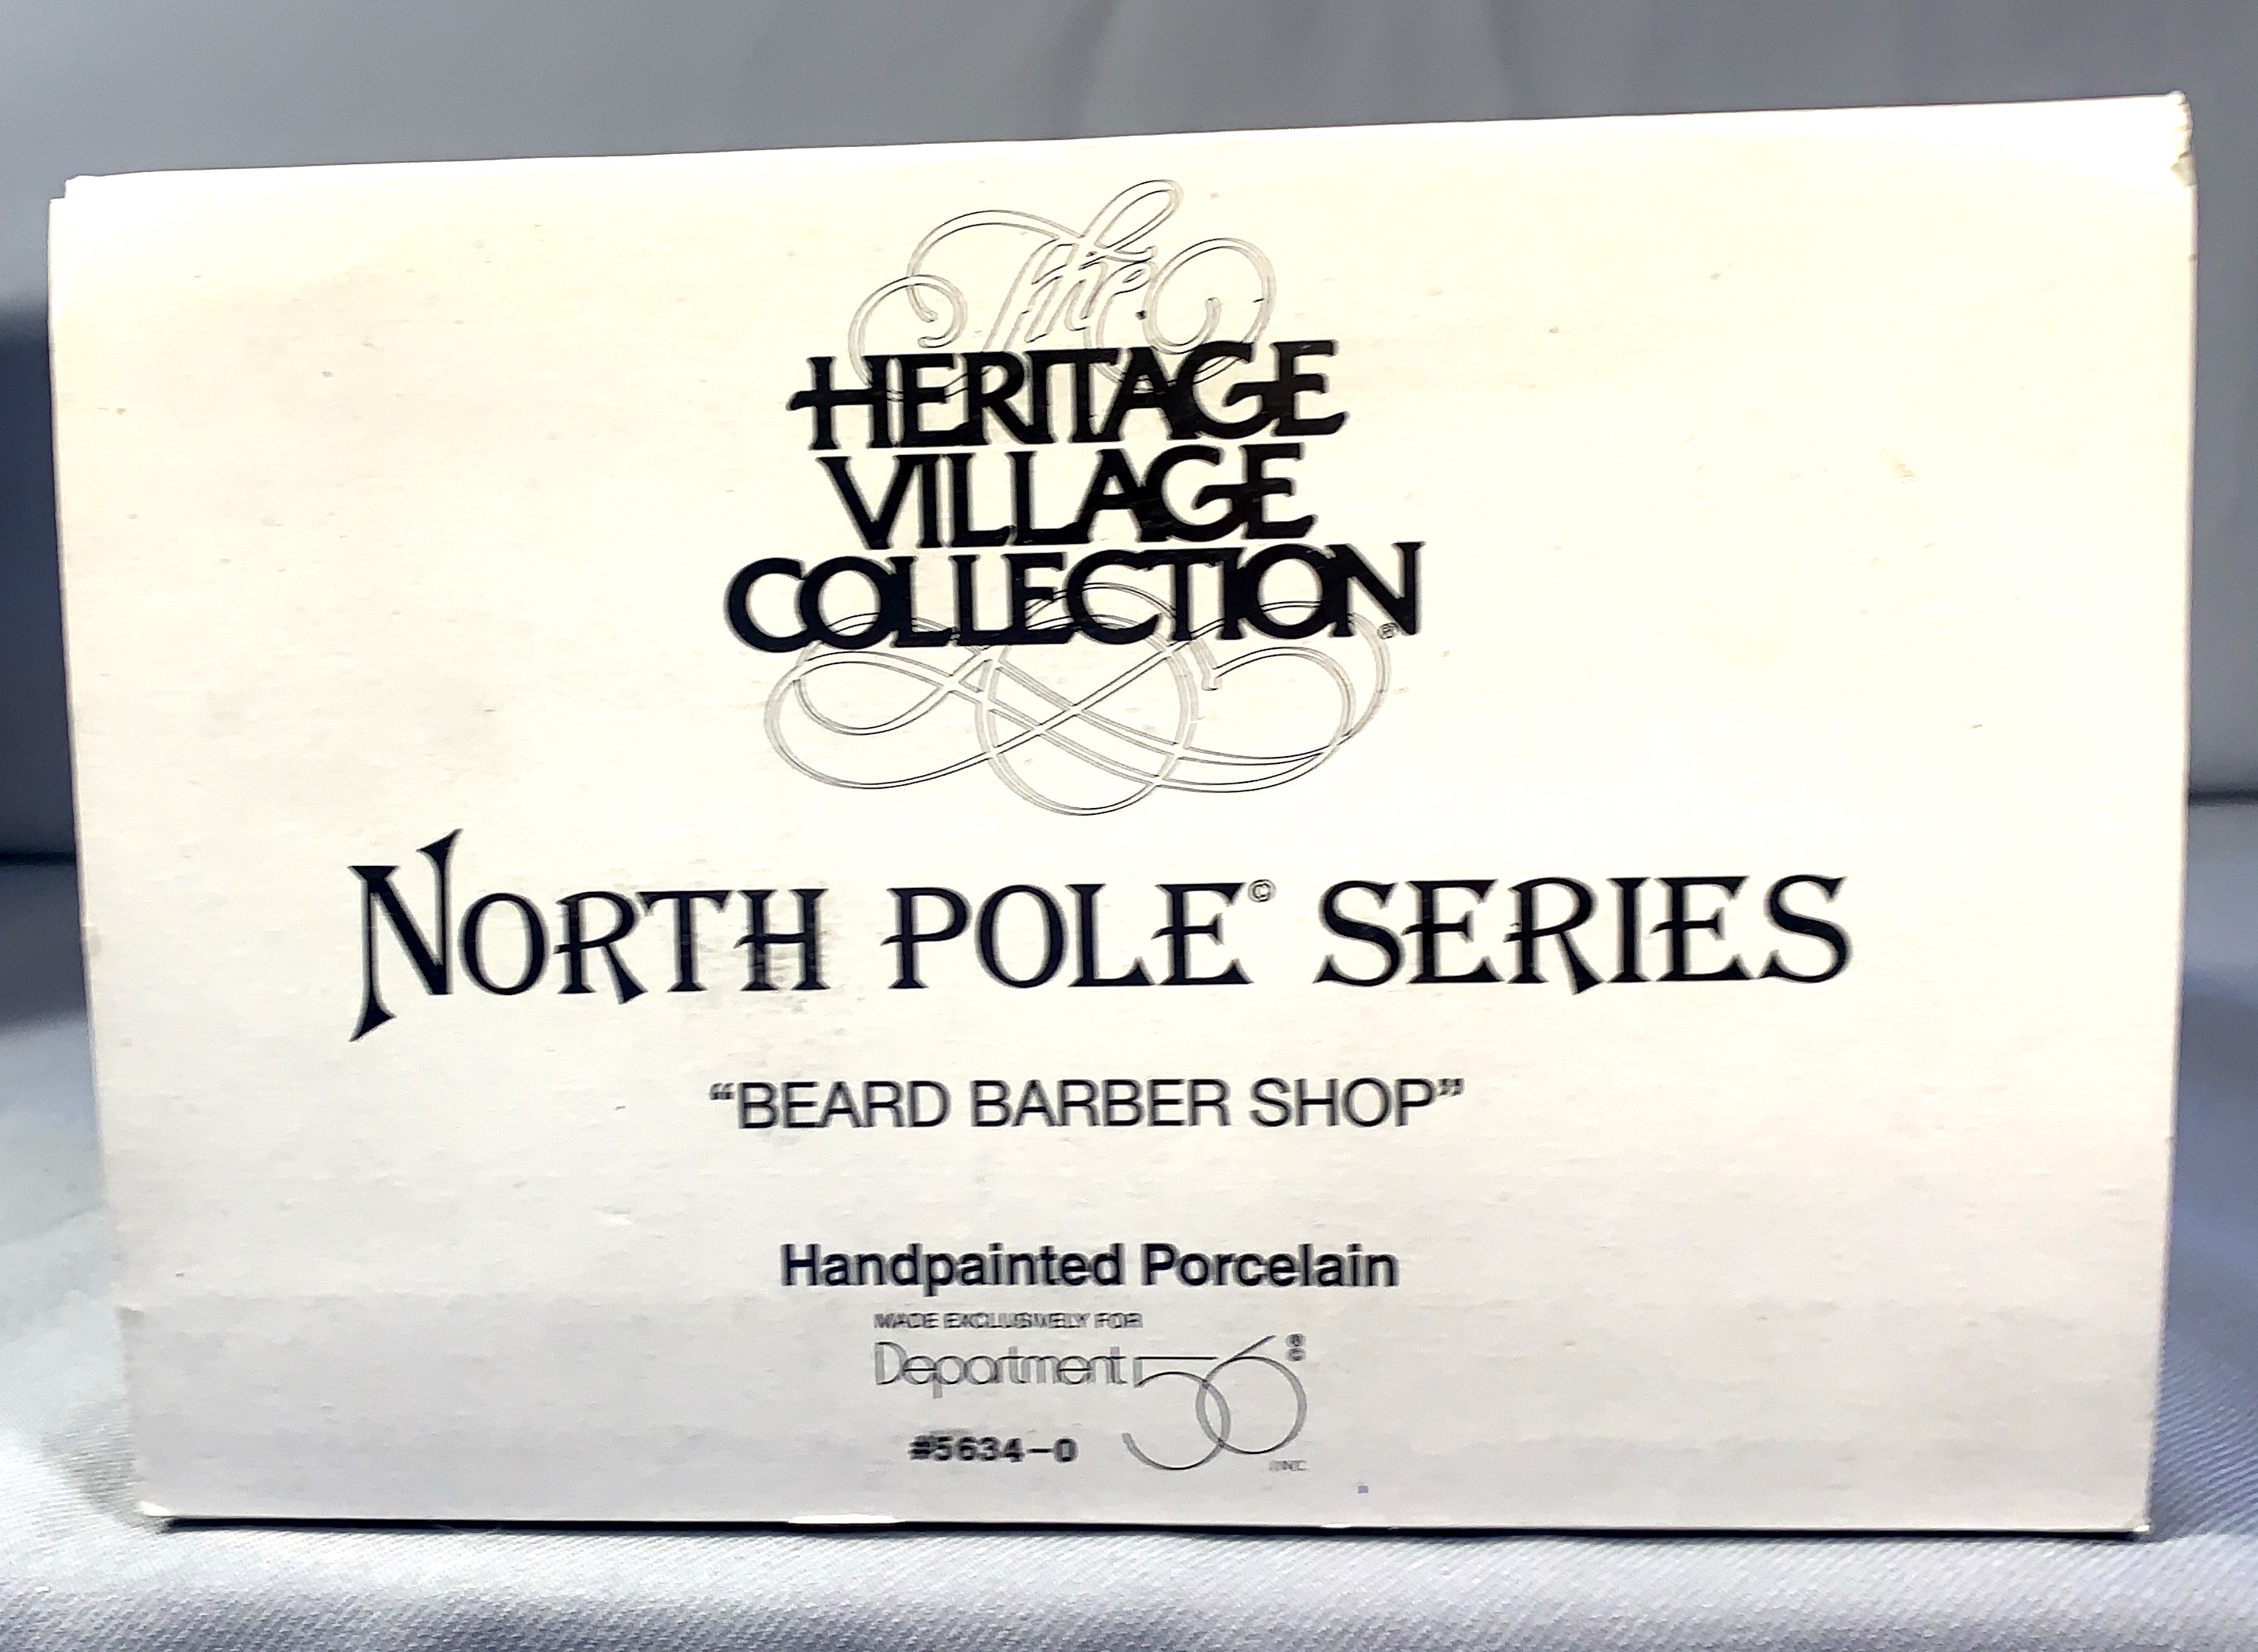 The
HERITAGE
VILLAGE
COLLECTION®
NORTH POLE© SERIES
“BEARD BARBER SHOP”
Handpainted Porcelain
MADE EXCLUSIVELY FOR
Department 56® ©
#5634-0
INC.